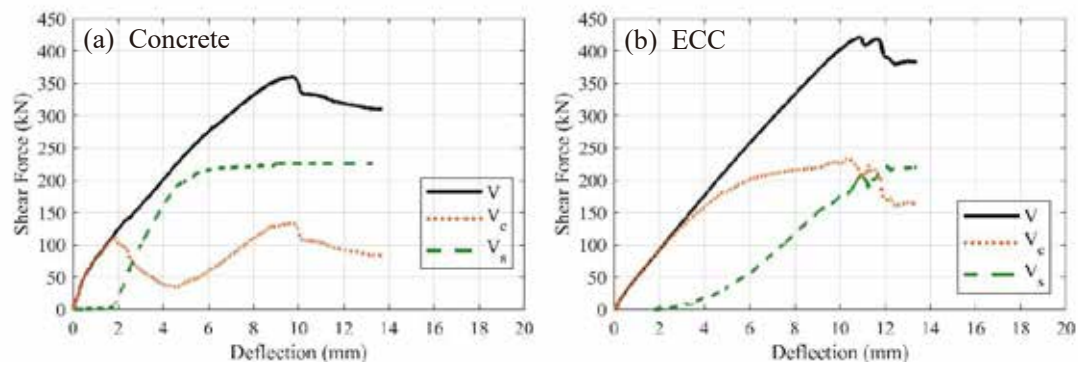 (a) Concrete
Shear Force (kN)
450
400
350
300
250
200
150
100
50
0
V
Vc
Vs
0 2 4 6 8 10 12 14 16 18 20
Deflection (mm)
(b) ECC
Shear Force (kN)
450
400
350
300
250
200
150
100
50
0
V
Vc
Vs
0 2 4 6 8 10 12 14 16 18 20
Deflection (mm)